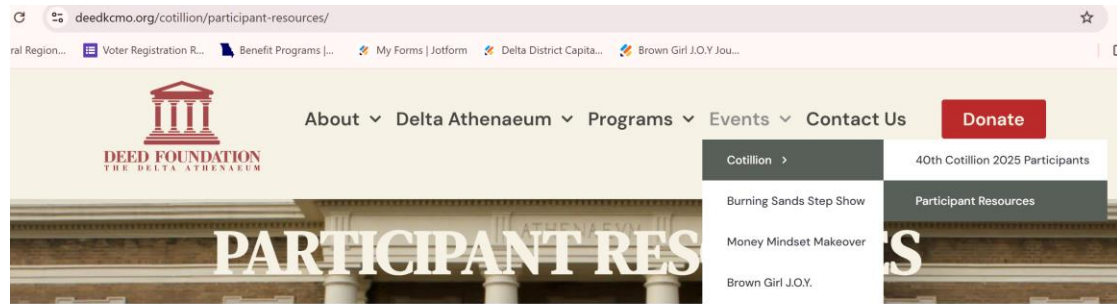 deedkcmo.org/cotillion/participant-resources/
ral Region... Voter Registration R... Benefit Programs |... My Forms | Jotform Delta District Capita... Brown Girl J.O.Y Jou...
About Delta Athenaeum Programs Events Contact Us Donate
DEED FOUNDATION
THE DELTA ATHENAEUM
Cotillion > 40th Cotillion 2025 Participants
Burning Sands Step Show Participant Resources
Money Mindset Makeover
Brown Girl J.O.Y.
ATHENAEUM
PARTICIPANT RES S